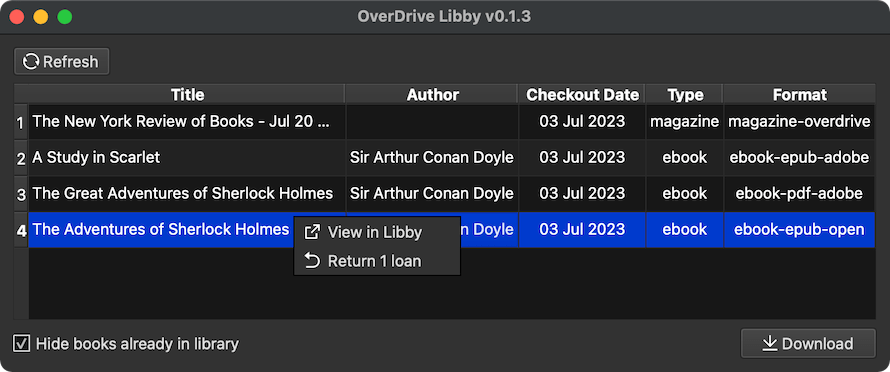 OverDrive Libby v0.1.3
Refresh
Title Author Checkout Date Type Format
1 The New York Review of Books - Jul 20 ... 03 Jul 2023 magazine magazine-overdrive
2 A Study in Scarlet Sir Arthur Conan Doyle 03 Jul 2023 ebook ebook-epub-adobe
3 The Great Adventures of Sherlock Holmes Sir Arthur Conan Doyle 03 Jul 2023 ebook ebook-pdf-adobe
4 The Adventures of Sherlock Holmes n Doyle 03 Jul 2023 ebook ebook-epub-open
View in Libby
Return 1 loan
Hide books already in library
Download